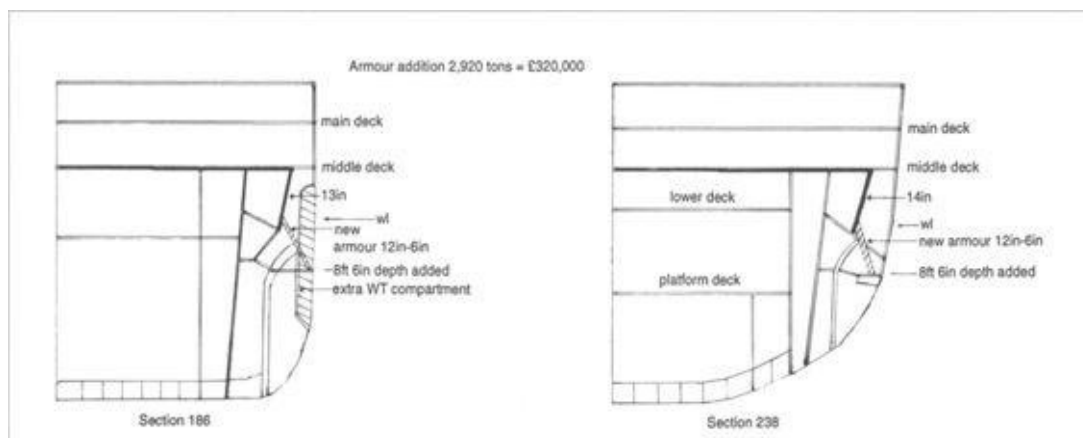 Armour addition 2,920 tons = £320,000
main deck
middle deck
13in
wl
new
armour 12in-6in
8ft 6in depth added
extra WT compartment
Section 186
main deck
middle deck
lower deck
14in
wl
new armour 12in-6in
8ft 6in depth added
platform deck
Section 238